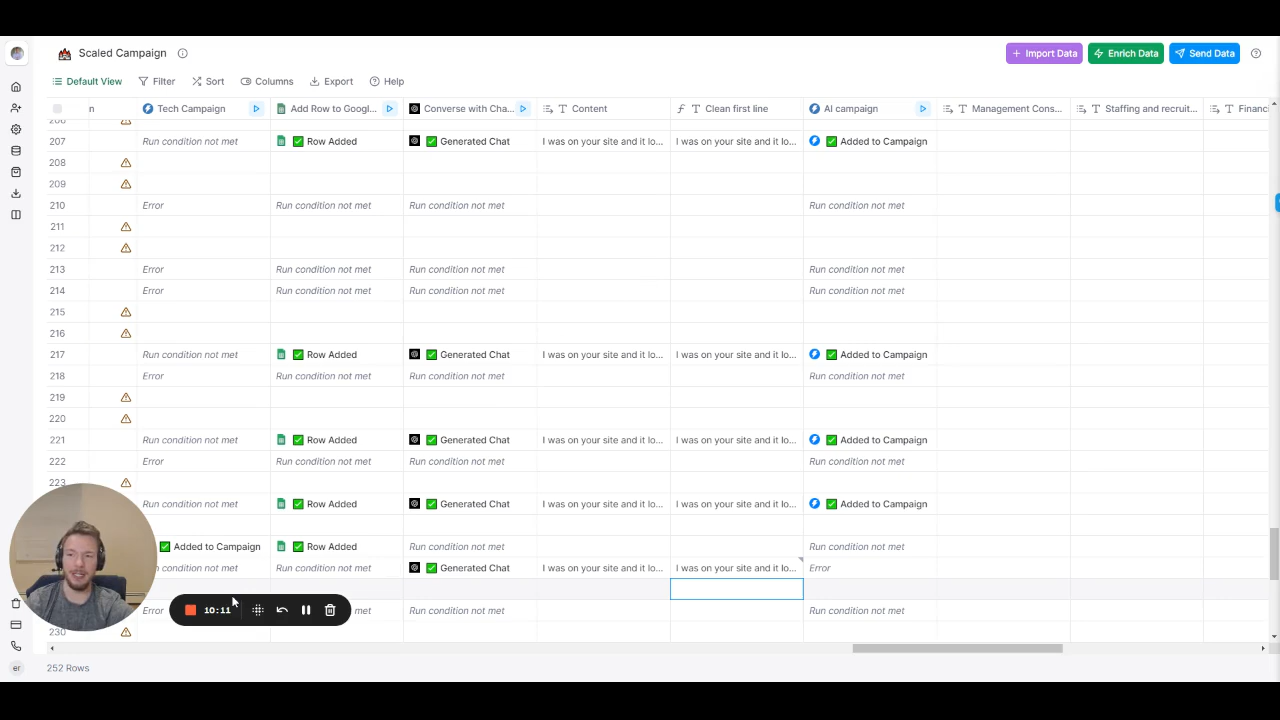 Scaled Campaign
+ Import Data
Enrich Data
Send Data
Default View Filter Sort Columns Export Help
n Tech Campaign Add Row to Googl... Converse with Cha... Content Clean first line AI campaign Management Cons... Staffing and recruit... Financ
206
207 Run condition not met Row Added Generated Chat I was on your site and it lo... I was on your site and it lo... Added to Campaign
208
209
210 Error Run condition not met Run condition not met Run condition not met
211
212
213 Error Run condition not met Run condition not met Run condition not met
214 Error Run condition not met Run condition not met Run condition not met
215
216
217 Run condition not met Row Added Generated Chat I was on your site and it lo... I was on your site and it lo... Added to Campaign
218 Error Run condition not met Run condition not met Run condition not met
219
220
221 Run condition not met Row Added Generated Chat I was on your site and it lo... I was on your site and it lo... Added to Campaign
222 Error Run condition not met Run condition not met Run condition not met
223
Run condition not met Row Added Generated Chat I was on your site and it lo... I was on your site and it lo... Added to Campaign
Added to Campaign Row Added Run condition not met Run condition not met
condition not met Run condition not met Generated Chat I was on your site and it lo... I was on your site and it lo... Error
Error met Run condition not met Run condition not met
10:11
230
252 Rows
er